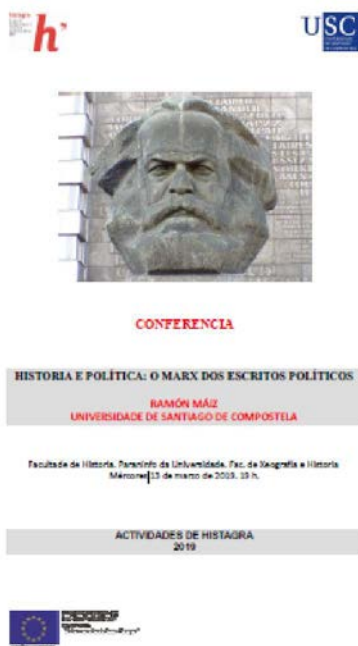 h
USC
CONFERENCIA
HISTORIA E POLÍTICA: O MARX DOS ESCRITOS POLÍTICOS
RAMÓN MÁIZ
UNIVERSIDADE DE SANTIAGO DE COMPOSTELA
Facultade de Historia. Paraninfo da Universidade. Fac. de Xeografía e Historia
Mércores 13 de marzo de 2019. 19 h.
ACTIVIDADES DE HISTAGRA
2019